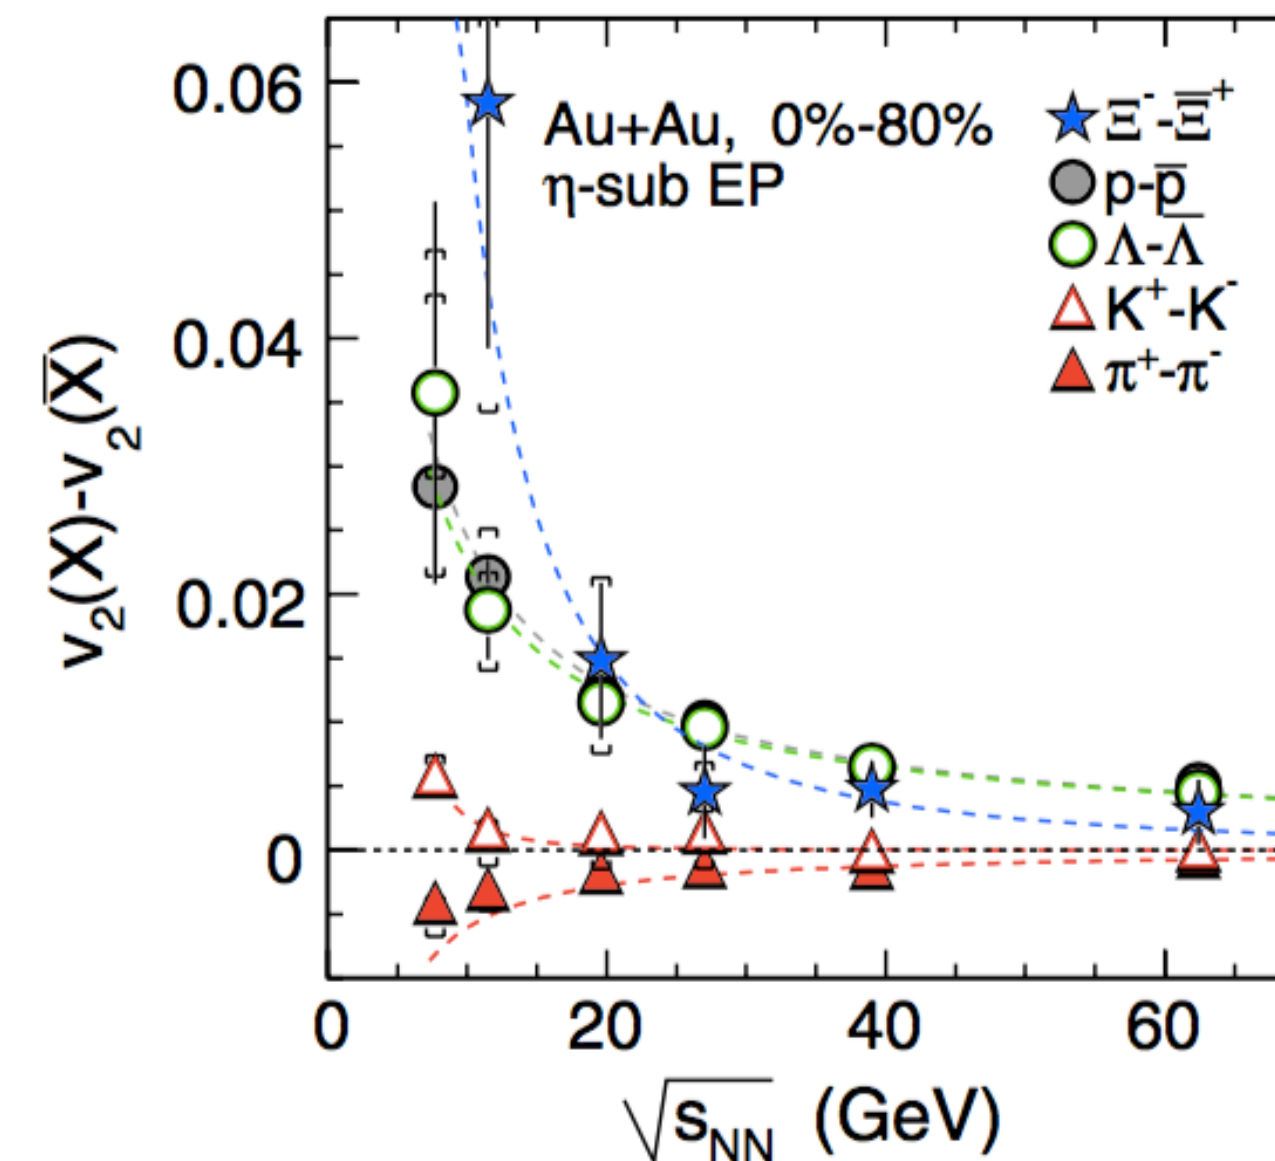 0.06
0.04
0.02
0
v₂(X)-v₂(X̅)
Au+Au, 0%-80%
η-sub EP
Ξ⁻-Ξ̅⁺
p-p̅
Λ-Λ̅
K⁺-K⁻
π⁺-π⁻
0 20 40 60
√sNN (GeV)